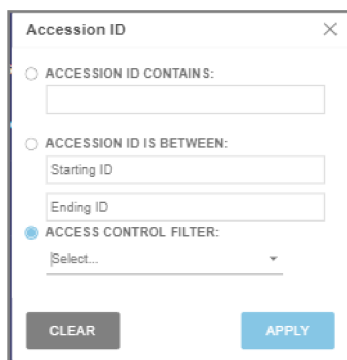 Accession ID
ACCESSION ID CONTAINS:
ACCESSION ID IS BETWEEN:
Starting ID
Ending ID
ACCESS CONTROL FILTER:
Select...
CLEAR APPLY